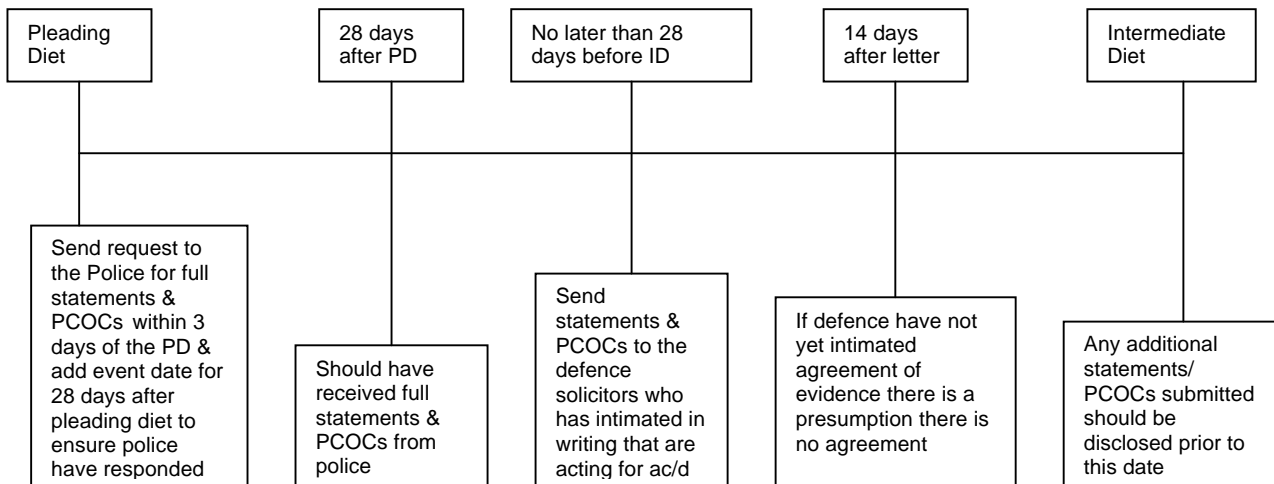 Pleading
Diet
28 days
after PD
No later than 28
days before ID
14 days
after letter
Intermediate
Diet
Send request to
the Police for full
statements &
PCOCs within 3
days of the PD &
add event date for
28 days after
pleading diet to
ensure police
have responded
Should have
received full
statements &
PCOCs from
police
Send
statements &
PCOCs to the
defence
solicitors who
has intimated in
writing that are
acting for ac/d
If defence have not
yet intimated
agreement of
evidence there is a
presumption there is
no agreement
Any additional
statements/
PCOCs submitted
should be
disclosed prior to
this date